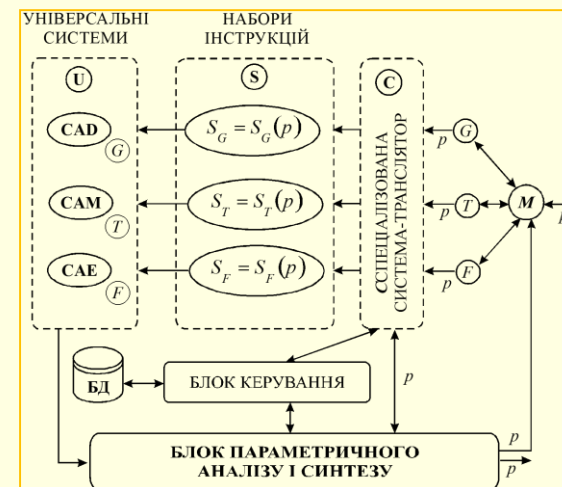 УНІВЕРСАЛЬНІ
СИСТЕМИ
НАБОРИ
ІНСТРУКЦІЙ
U
S
C
CAD
G
S_G = S_G(p)
p
G
CAM
T
S_T = S_T(p)
p
T
M
p
CAE
F
S_F = S_F(p)
p
F
СПЕЦІАЛІЗОВАНА
СИСТЕМА-ТРАНСЛЯТОР
БД
БЛОК КЕРУВАННЯ
p
БЛОК ПАРАМЕТРИЧНОГО
АНАЛІЗУ І СИНТЕЗУ
p
p